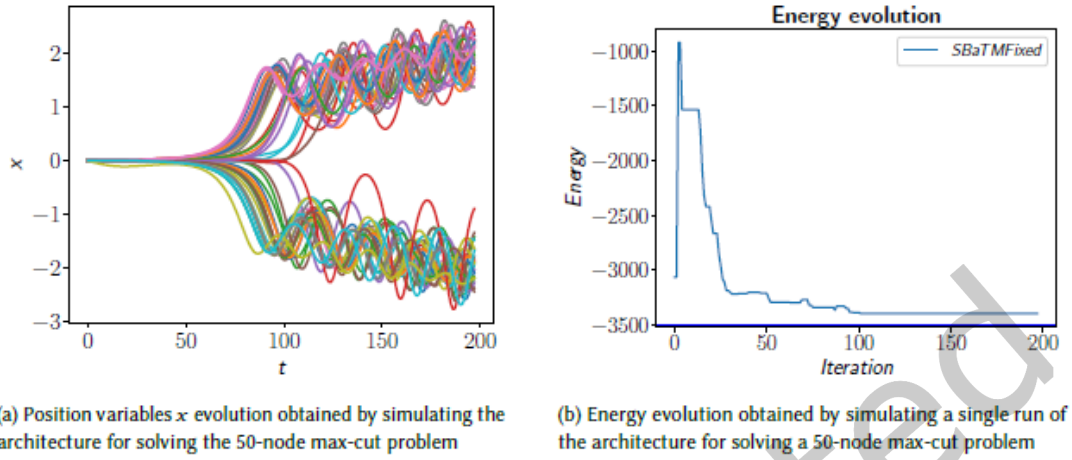 Energy evolution
2
1
0
−1
−2
−3
x
0
50
100
150
200
t
−1000
−1500
−2000
−2500
−3000
−3500
Energy
SBaTMFixed
0
50
100
150
200
Iteration
(a) Position variables x evolution obtained by simulating the
architecture for solving the 50-node max-cut problem
(b) Energy evolution obtained by simulating a single run of
the architecture for solving a 50-node max-cut problem
ted